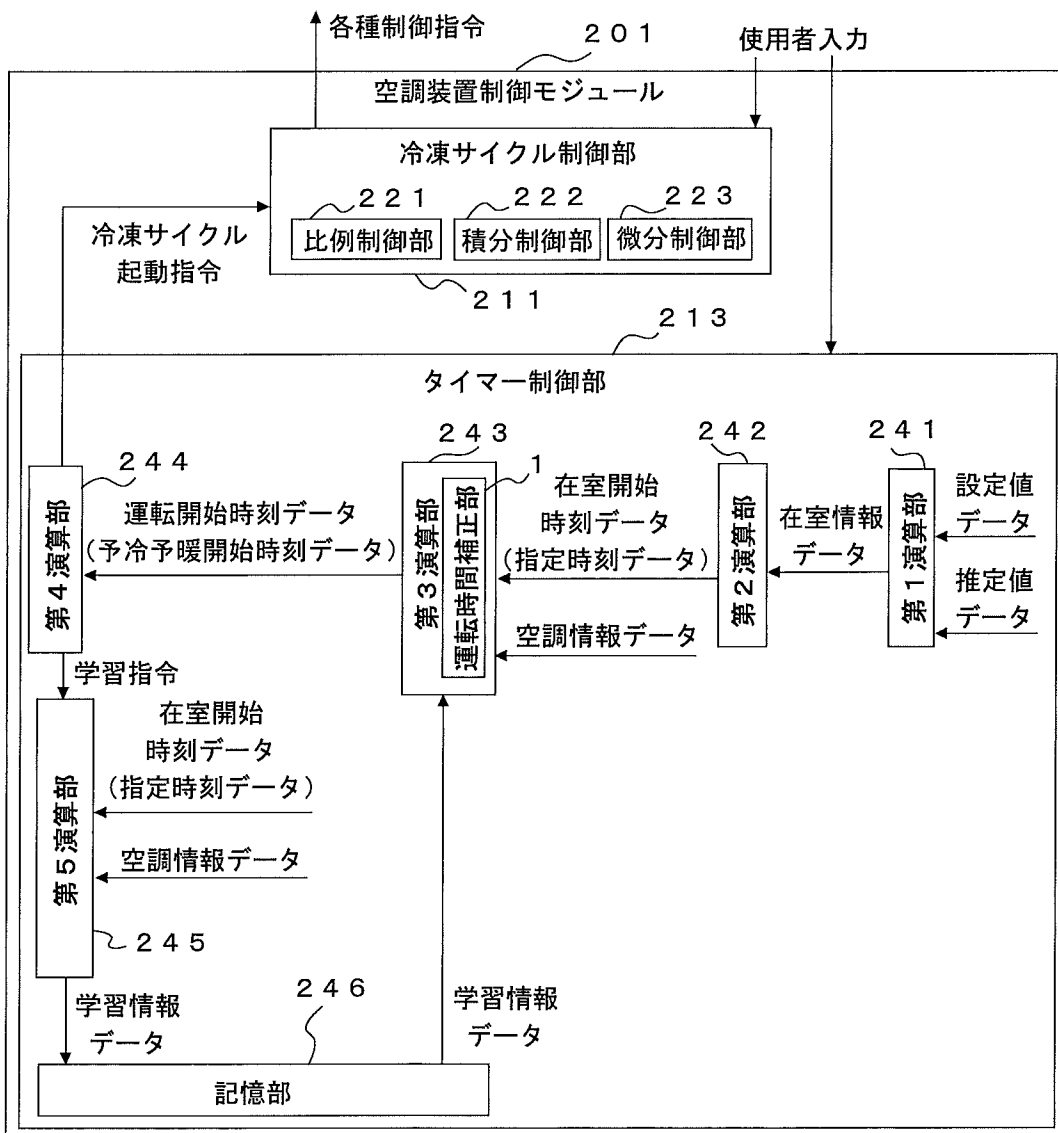 各種制御指令
201
使用者入力
空調装置制御モジュール
冷凍サイクル制御部
221
222
223
比例制御部
積分制御部
微分制御部
冷凍サイクル
起動指令
211
213
タイマー制御部
244
243
242
241
1
第4演算部
運転開始時刻データ
(予冷予暖開始時刻データ)
第3演算部
運転時間補正部
在室開始
時刻データ
(指定時刻データ)
空調情報データ
第2演算部
在室情報
データ
第1演算部
設定値
データ
推定値
データ
学習指令
第5演算部
在室開始
時刻データ
(指定時刻データ)
空調情報データ
245
学習情報
データ
246
学習情報
データ
記憶部